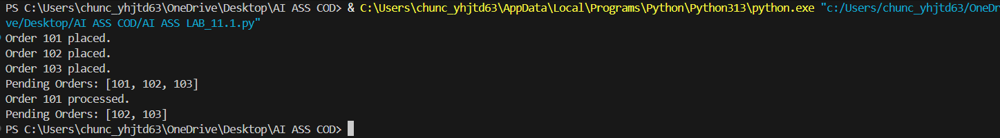 PS C:\Users\chunc_yhjtd63\OneDrive\Desktop\AI ASS COD> & C:\Users\chunc_yhjtd63\AppData\Local\Programs\Python\Python313\python.exe "c:/Users/chunc_yhjtd63/OneDri
ve/Desktop/AI ASS COD/AI ASS LAB_11.1.py"
Order 101 placed.
Order 102 placed.
Order 103 placed.
Pending Orders: [101, 102, 103]
Order 101 processed.
Pending Orders: [102, 103]
PS C:\Users\chunc_yhjtd63\OneDrive\Desktop\AI ASS COD>